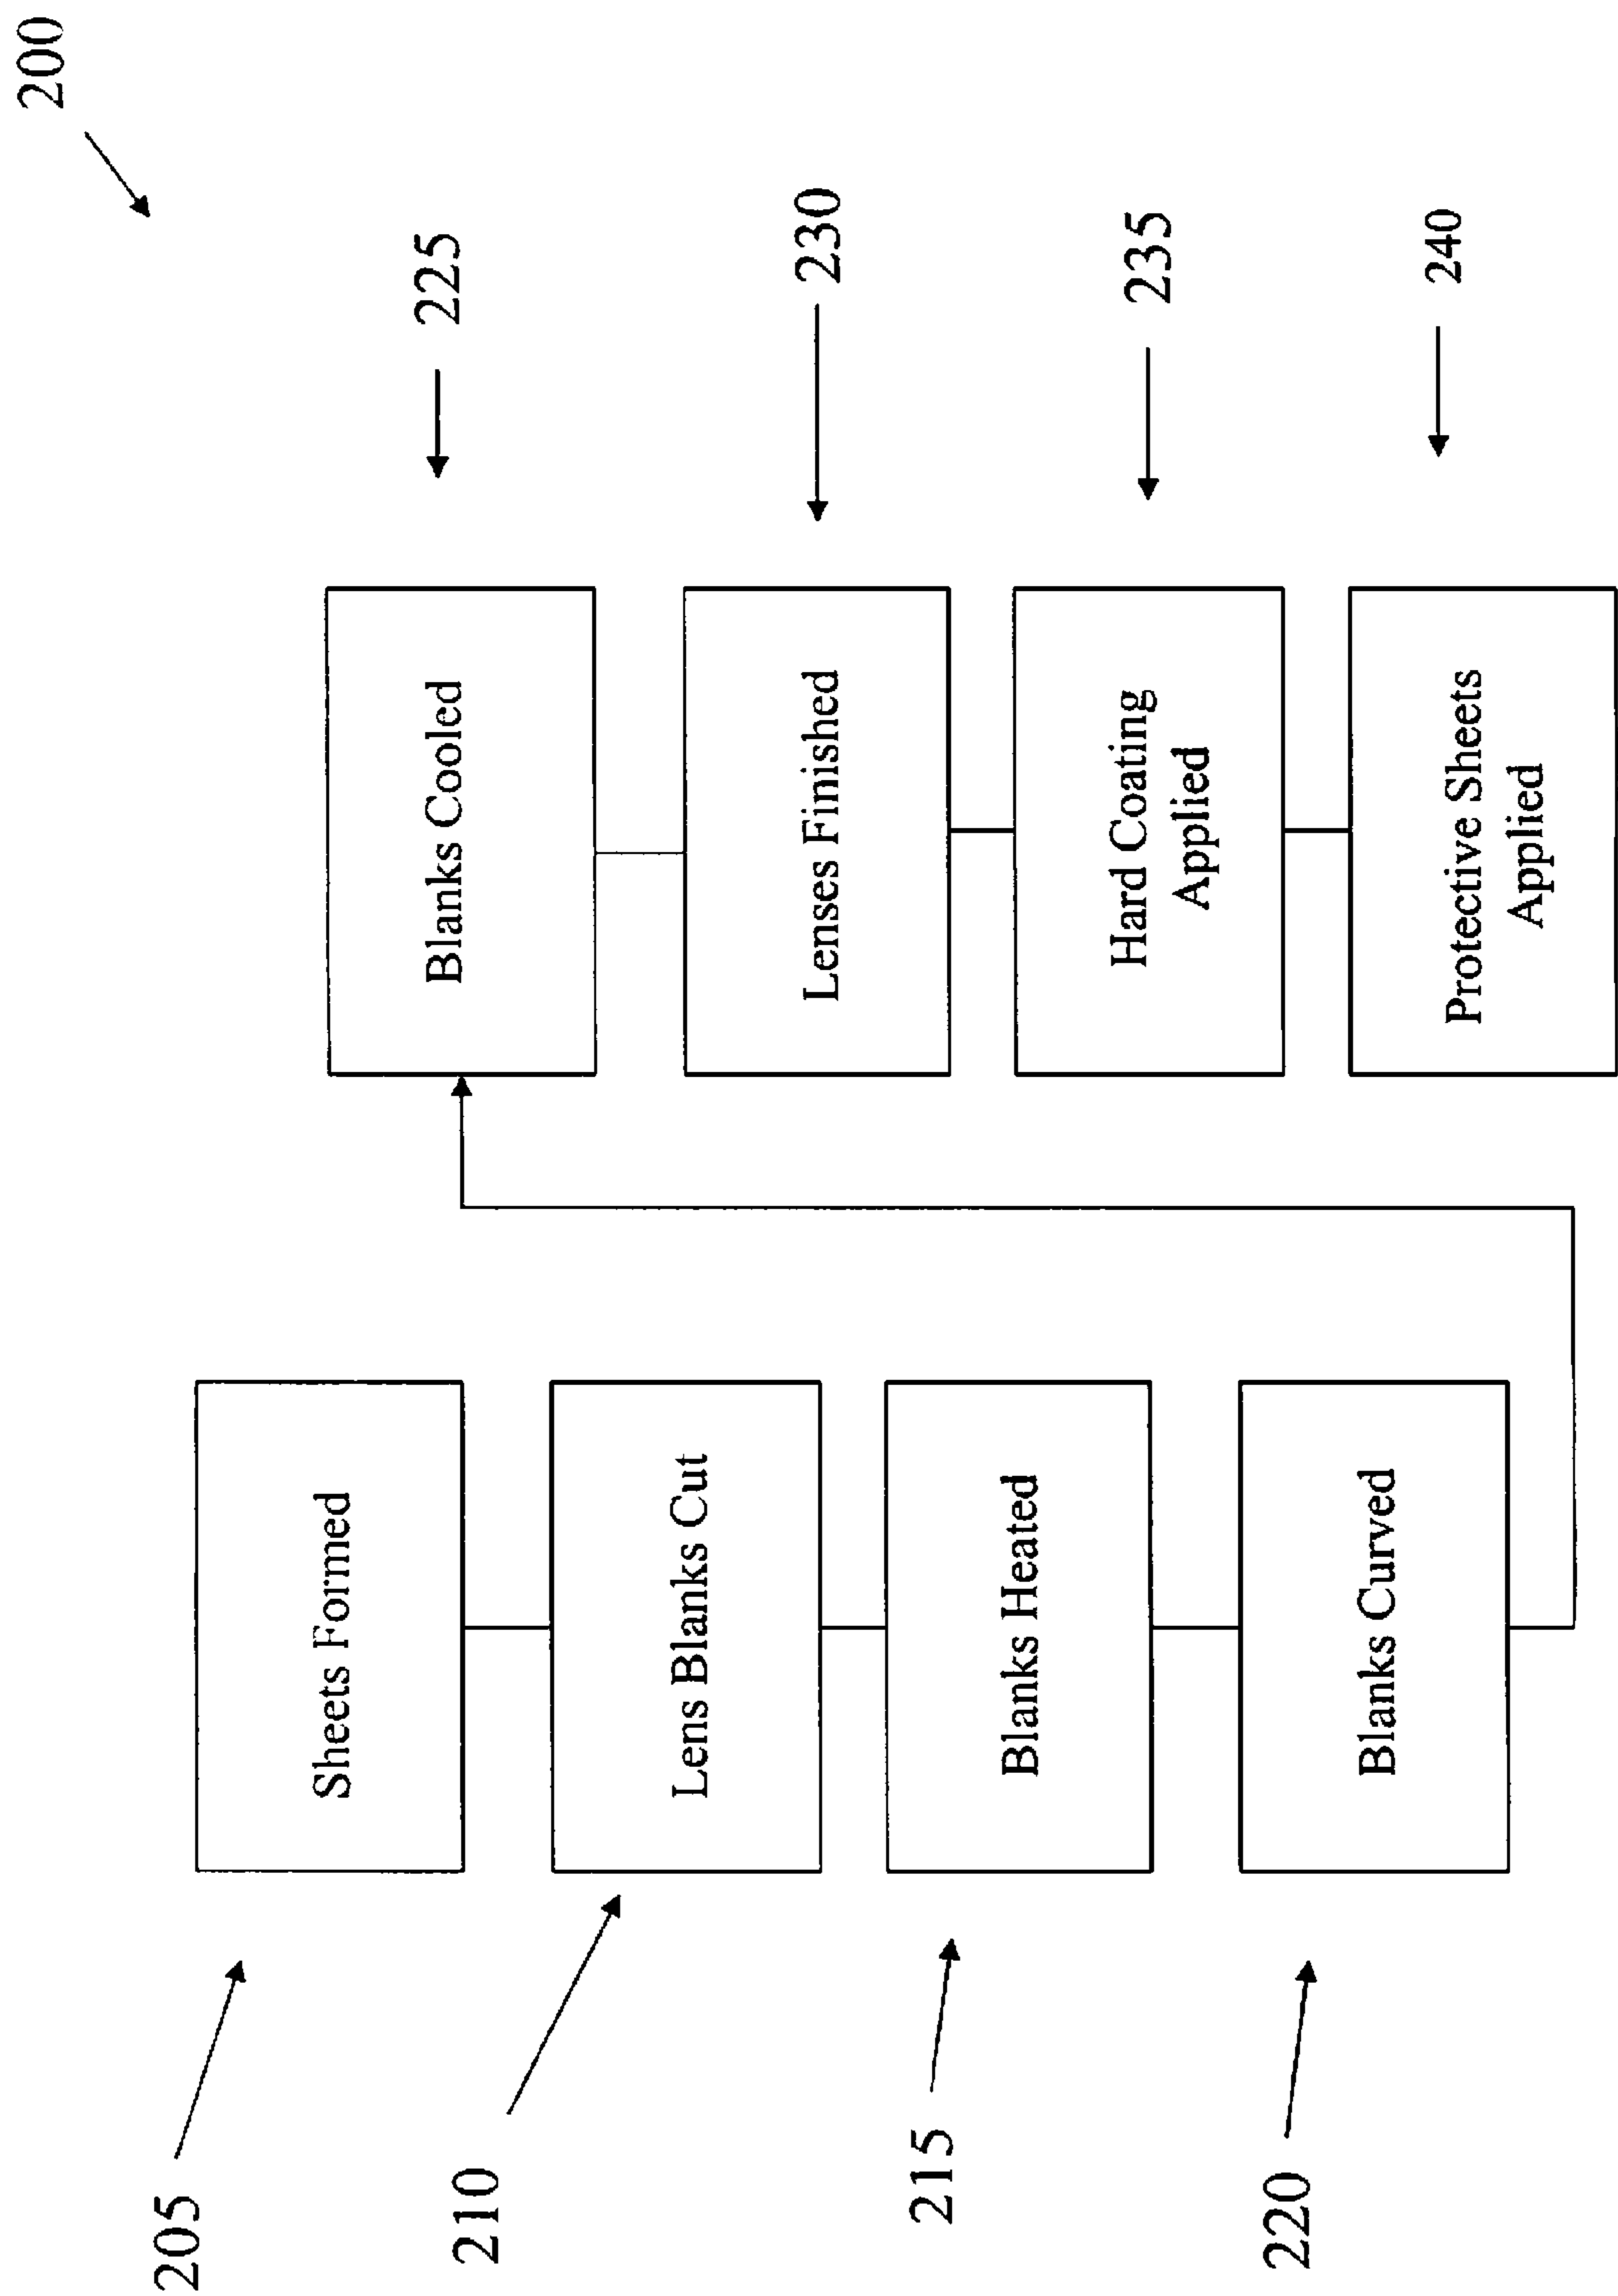 200
205
Sheets Formed
210
Lens Blanks Cut
215
Blanks Heated
220
Blanks Curved
Blanks Cooled
225
Lenses Finished
230
Hard Coating
Applied
235
Protective Sheets
Applied
240